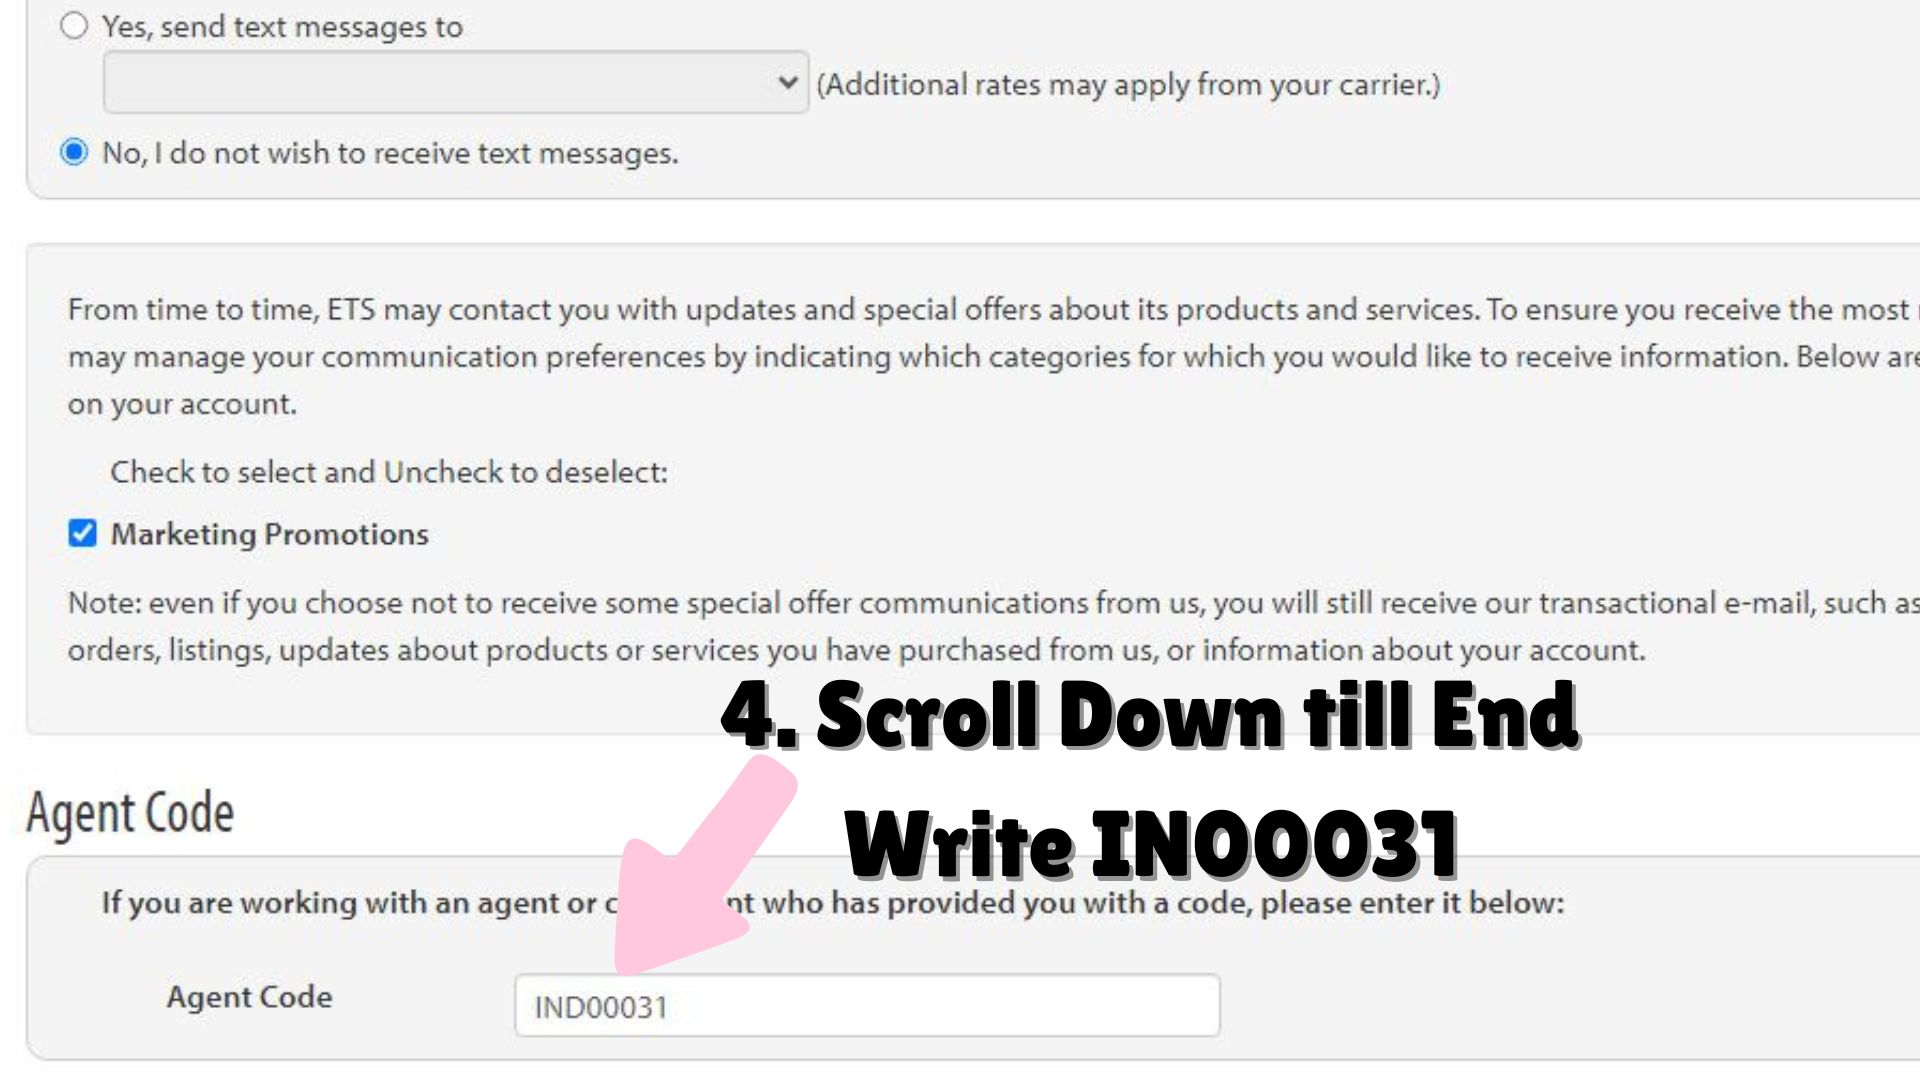 Yes, send text messages to
(Additional rates may apply from your carrier.)
No, I do not wish to receive text messages.
From time to time, ETS may contact you with updates and special offers about its products and services. To ensure you receive the most
may manage your communication preferences by indicating which categories for which you would like to receive information. Below are
on your account.
Check to select and Uncheck to deselect:
Marketing Promotions
Note: even if you choose not to receive some special offer communications from us, you will still receive our transactional e-mail, such as
orders, listings, updates about products or services you have purchased from us, or information about your account.
4. Scroll Down till End
Write IN00031
Agent Code
If you are working with an agent or who has provided you with a code, please enter it below:
Agent Code
IND00031